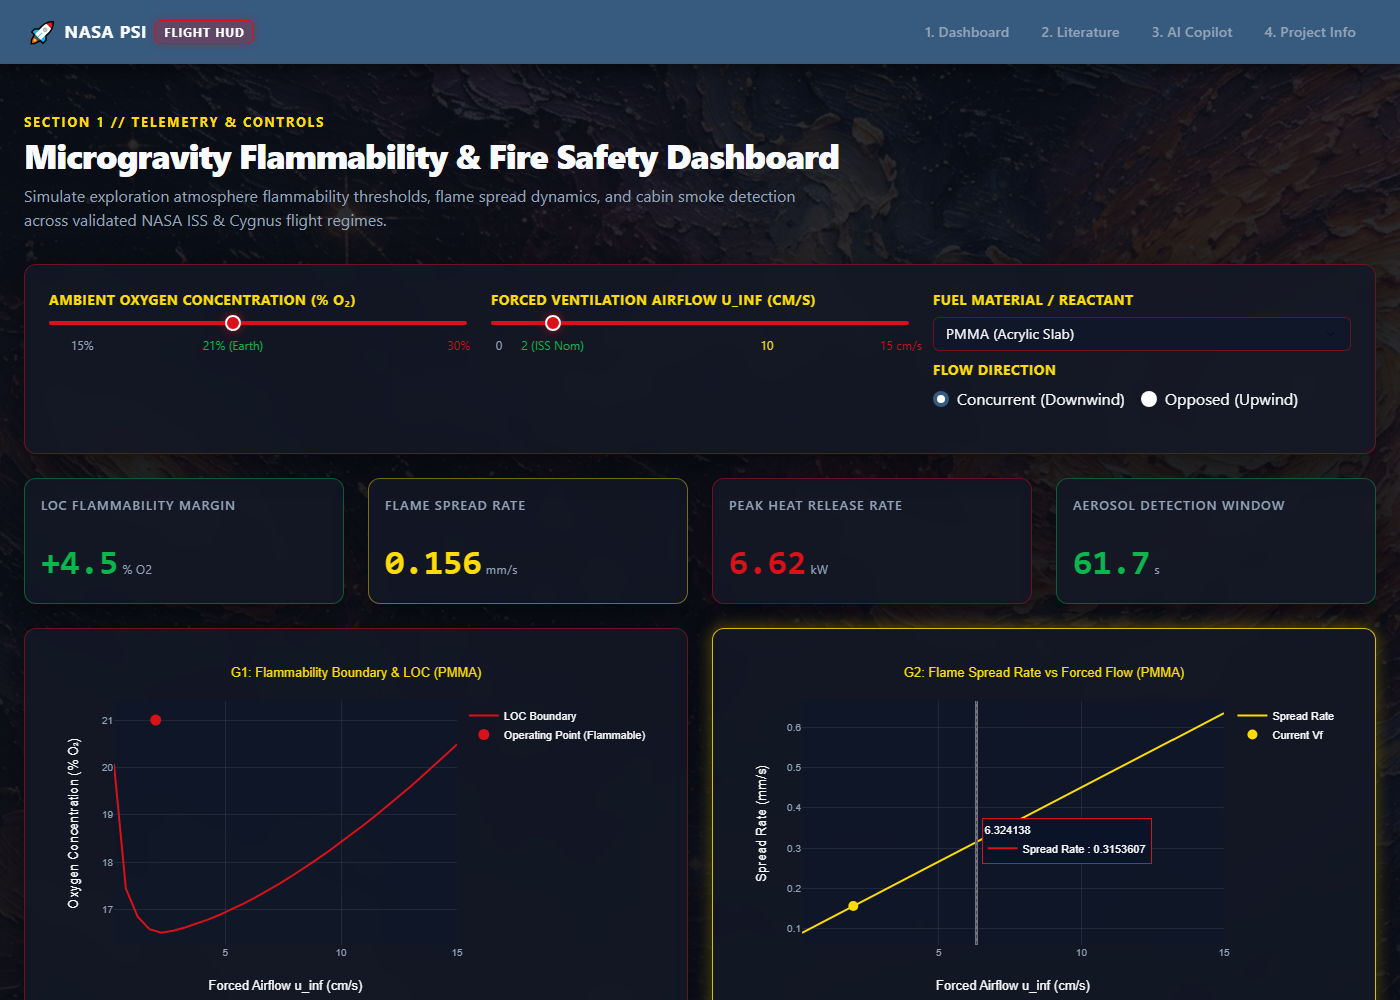 NASA PSI FLIGHT HUD
1. Dashboard 2. Literature 3. AI Copilot 4. Project Info
SECTION 1 // TELEMETRY & CONTROLS
Microgravity Flammability & Fire Safety Dashboard
Simulate exploration atmosphere flammability thresholds, flame spread dynamics, and cabin smoke detection
across validated NASA ISS & Cygnus flight regimes.
AMBIENT OXYGEN CONCENTRATION (% O₂)
15% 21% (Earth) 30%
FORCED VENTILATION AIRFLOW U_INF (CM/S)
0 2 (ISS Nom) 10 15 cm/s
FUEL MATERIAL / REACTANT
PMMA (Acrylic Slab)
FLOW DIRECTION
Concurrent (Downwind) Opposed (Upwind)
LOC FLAMMABILITY MARGIN
+4.5 % O2
FLAME SPREAD RATE
0.156 mm/s
PEAK HEAT RELEASE RATE
6.62 kW
AEROSOL DETECTION WINDOW
61.7 s
G1: Flammability Boundary & LOC (PMMA)
LOC Boundary
Operating Point (Flammable)
Oxygen Concentration (% O₂)
21
20
19
18
17
5 10 15
Forced Airflow u_inf (cm/s)
G2: Flame Spread Rate vs Forced Flow (PMMA)
Spread Rate
Current Vf
Spread Rate (mm/s)
0.6
0.5
0.4
0.3
0.2
0.1
6.324138
Spread Rate : 0.3153607
5 10 15
Forced Airflow u_inf (cm/s)